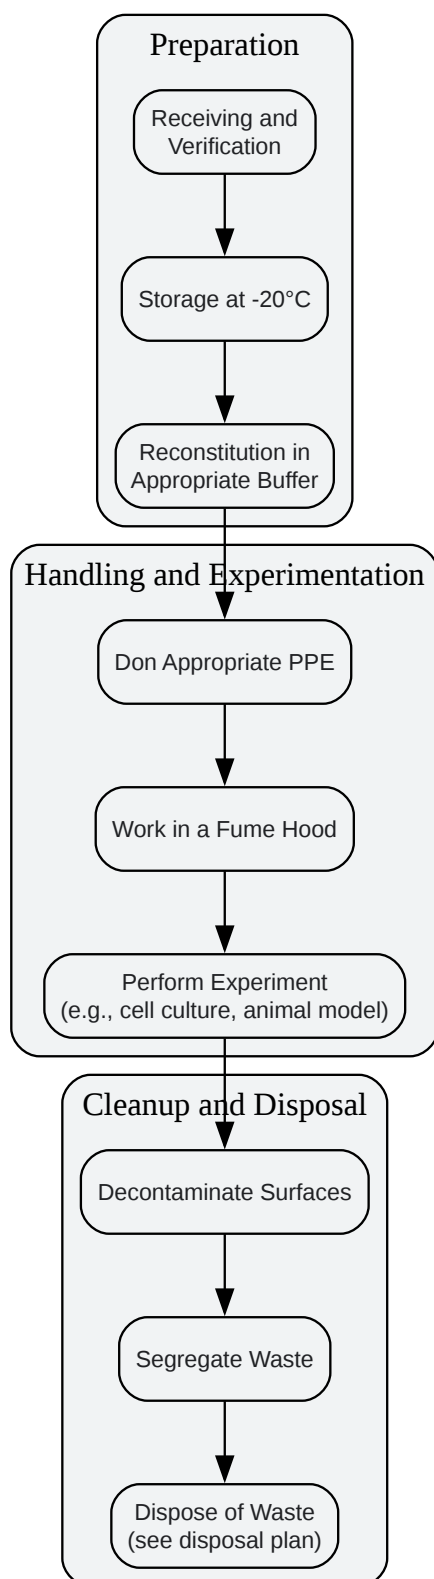 Preparation
Receiving and
Verification
Storage at -20°C
Reconstitution in
Appropriate Buffer
Handling and Experimentation
Don Appropriate PPE
Work in a Fume Hood
Perform Experiment
(e.g., cell culture, animal model)
Cleanup and Disposal
Decontaminate Surfaces
Segregate Waste
Dispose of Waste
(see disposal plan)